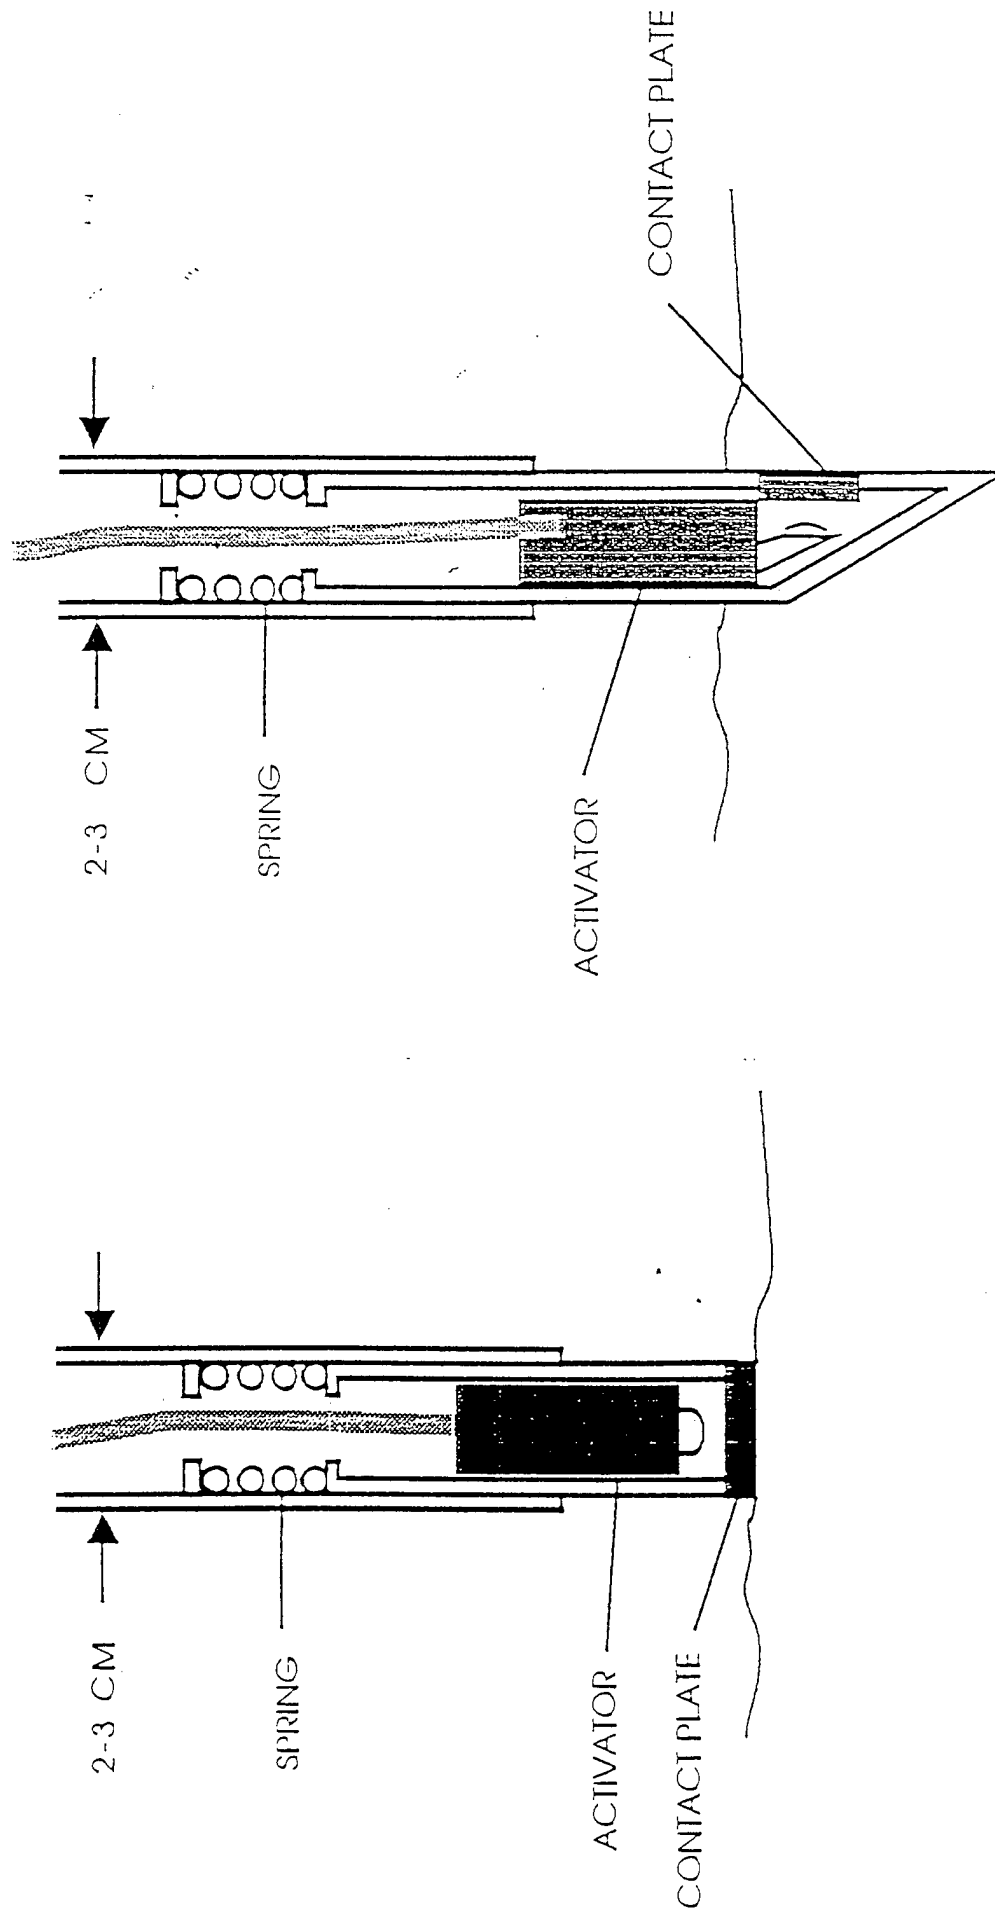 2-3 CM
SPRING
ACTIVATOR
CONTACT PLATE
2-3 CM
SPRING
ACTIVATOR
CONTACT PLATE